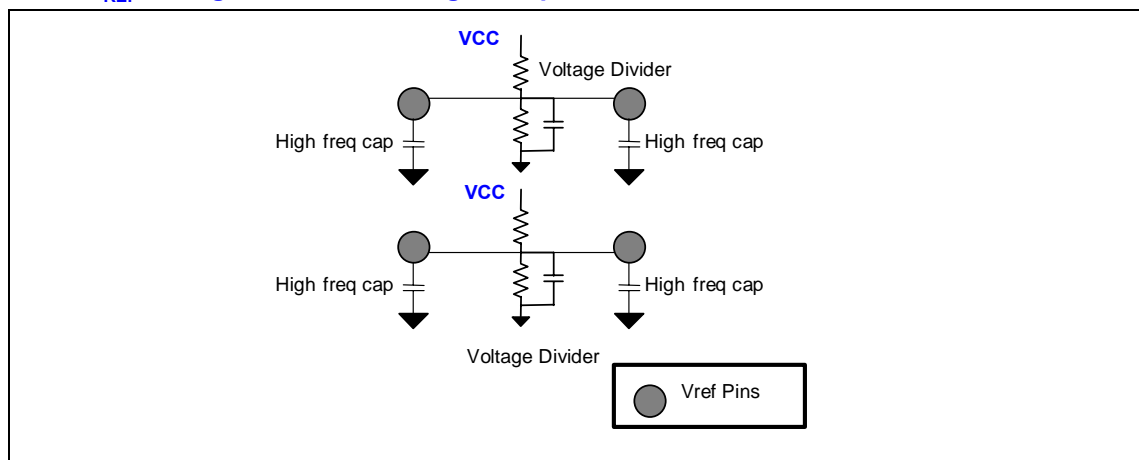 VCC
Voltage Divider
High freq cap
High freq cap
VCC
High freq cap
High freq cap
Voltage Divider
Vref Pins